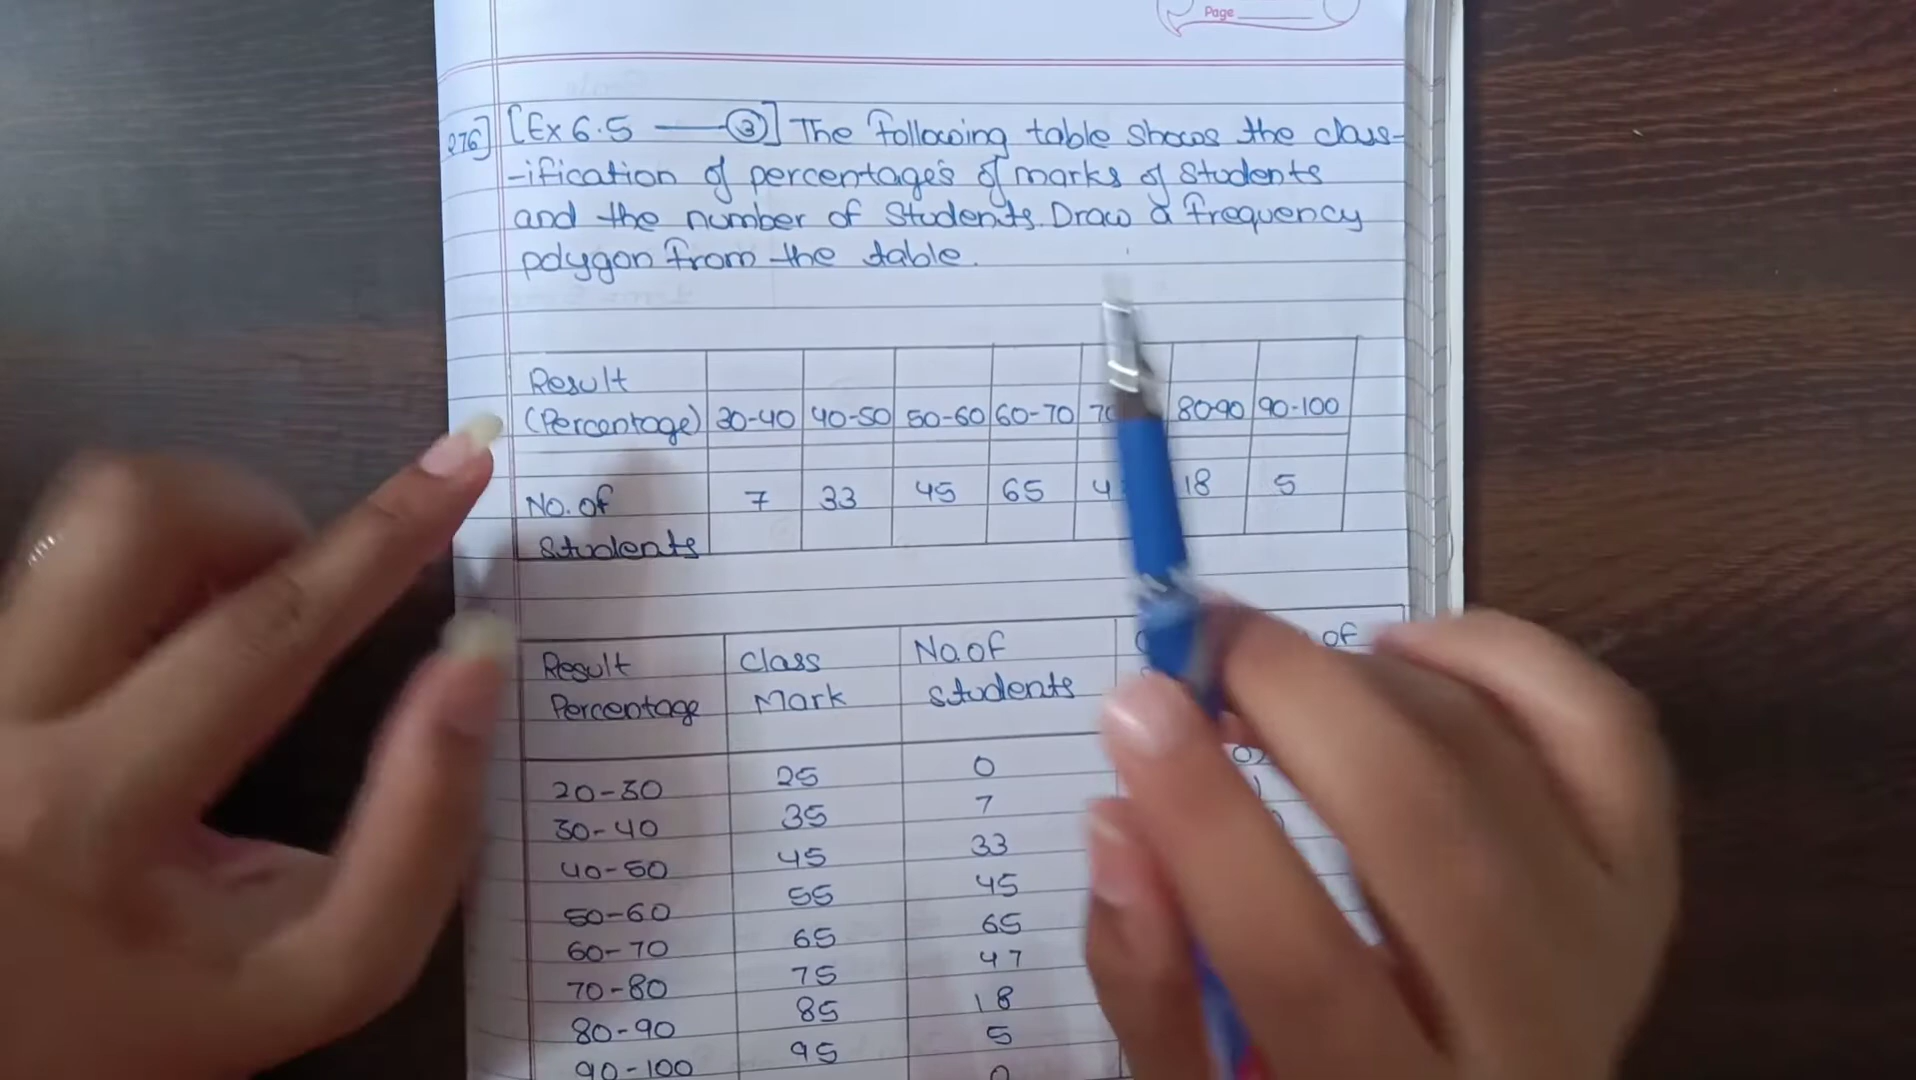 Page
276] [Ex 6.5 — ③] The following table shows the class-
-ification of percentages of marks of students
and the number of students. Draw a frequency
polygon from the table.
Result
(Percentage) 30-40 40-50 50-60 60-70 80-90 90-100
No. of 7 33 45 65 18 5
Students
Result Class No. of of
Percentage Mark students
20-30 25 0
30-40 35 7
40-50 45 33
50-60 55 45
60-70 65 65
70-80 75 47
80-90 85 18
90-100 95 5